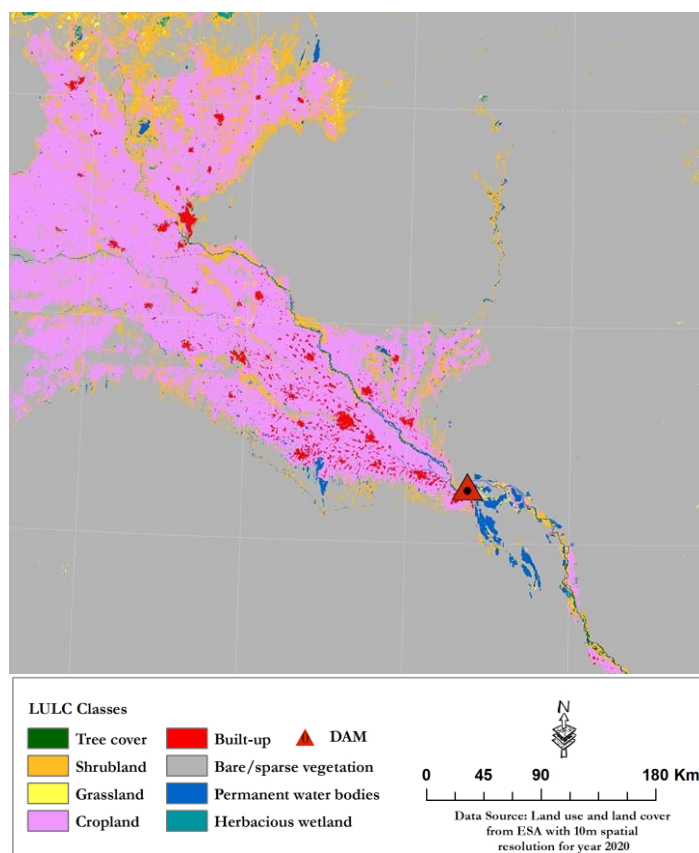 LULC Classes
Tree cover
Built-up
DAM
Shrubland
Bare/sparse vegetation
Grassland
Permanent water bodies
Cropland
Herbacious wetland
N
0 45 90 180 Km
Data Source: Land use and land cover
from ESA with 10m spatial
resolution for year 2020